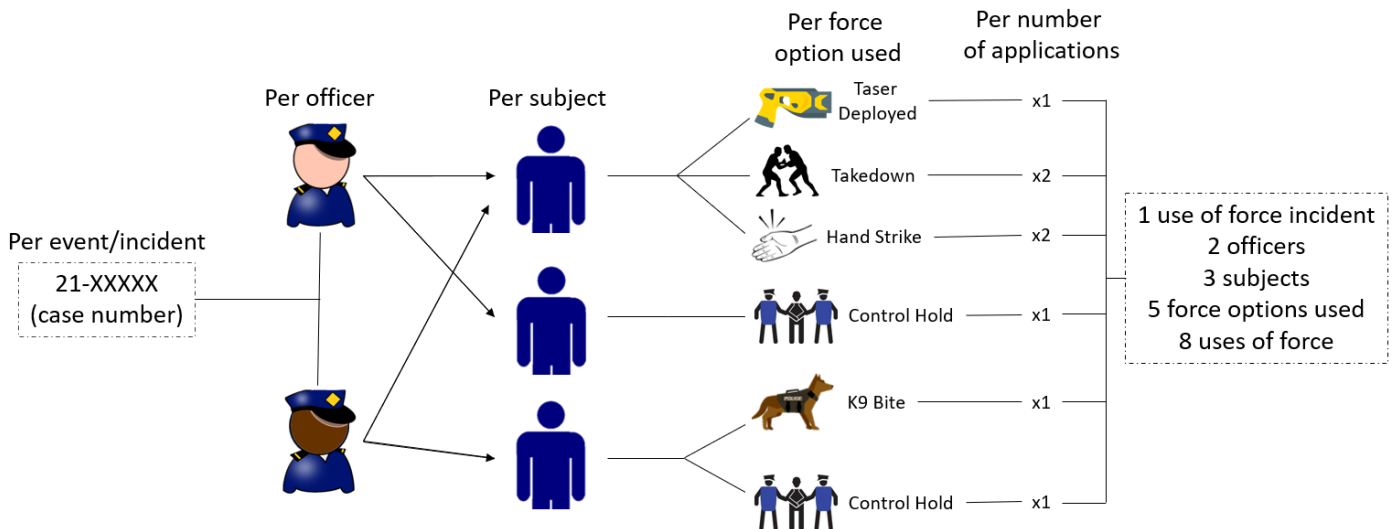 Per event/incident
21-XXXXX
(case number)
Per officer
Per subject
Per force
option used
Per number
of applications
Taser
Deployed
x1
Takedown
x2
Hand Strike
x2
Control Hold
x1
POLICE
K9 Bite
x1
Control Hold
x1
1 use of force incident
2 officers
3 subjects
5 force options used
8 uses of force